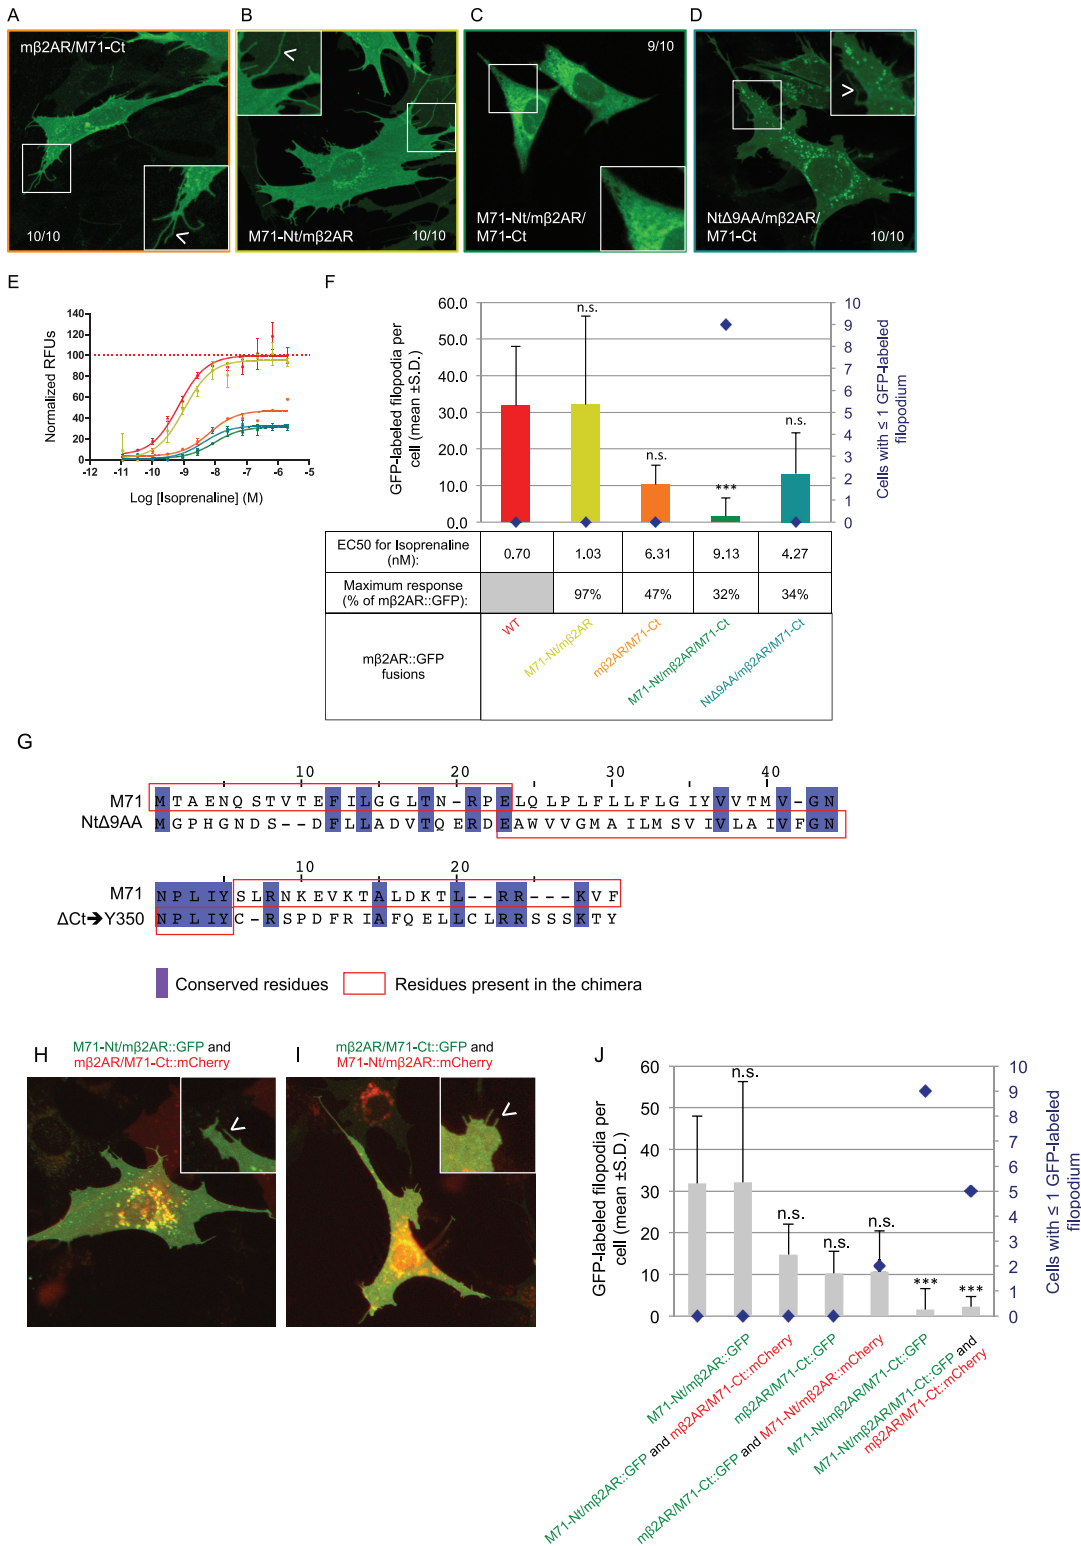 A
B
C
D
mβ2AR/M71-Ct
10/10
M71-Nt/mβ2AR
10/10
9/10
M71-Nt/mβ2AR/
M71-Ct
NtΔ9AA/mβ2AR/
M71-Ct
10/10
E
Normalized RFUs
140
120
100
80
60
40
20
0
-12 -11 -10 -9 -8 -7 -6 -5
Log [Isoprenaline] (M)
F
GFP-labeled filopodia per
cell (mean ±S.D.)
60.0
50.0
40.0
30.0
20.0
10.0
0.0
n.s.
n.s.
***
n.s.
10
9
8
7
6
5
4
3
2
1
0
Cells with ≤ 1 GFP-labeled
filopodium
EC50 for Isoprenaline
(nM):
0.70 1.03 6.31 9.13 4.27
Maximum response
(% of mβ2AR::GFP):
97% 47% 32% 34%
mβ2AR::GFP
fusions
WT
M71-Nt/mβ2AR
mβ2AR/M71-Ct
M71-Nt/mβ2AR/M71-Ct
NtΔ9AA/mβ2AR/M71-Ct
G
10 20 30 40
M71 MTAENQSTVTEFILGGLTN-RPELQLPLFLLFLGIYVVTMV-GN
NtΔ9AA MGPHGNDS--DFLLADVTQERDEAWVVGMAILMSVIVLAIVFGN
10 20
M71 NPLIYSLRNKEVKTALDKTL--RR---KVF
ΔCt➔Y350 NPLIYC-RSPDFRIAFQELLCLRRSSSKTY
Conserved residues
Residues present in the chimera
H
M71-Nt/mβ2AR::GFP and
mβ2AR/M71-Ct::mCherry
I
mβ2AR/M71-Ct::GFP and
M71-Nt/mβ2AR::mCherry
J
GFP-labeled filopodia per
cell (mean ±S.D.)
60
50
40
30
20
10
0
n.s.
n.s.
n.s.
n.s.
***
***
10
9
8
7
6
5
4
3
2
1
0
Cells with ≤ 1 GFP-labeled
filopodium
M71-Nt/mβ2AR::GFP
M71-Nt/mβ2AR::GFP and mβ2AR/M71-Ct::mCherry
mβ2AR/M71-Ct::GFP
mβ2AR/M71-Ct::GFP and M71-Nt/mβ2AR::mCherry
M71-Nt/mβ2AR/M71-Ct::GFP
M71-Nt/mβ2AR/M71-Ct::GFP and
mβ2AR/M71-Ct::mCherry